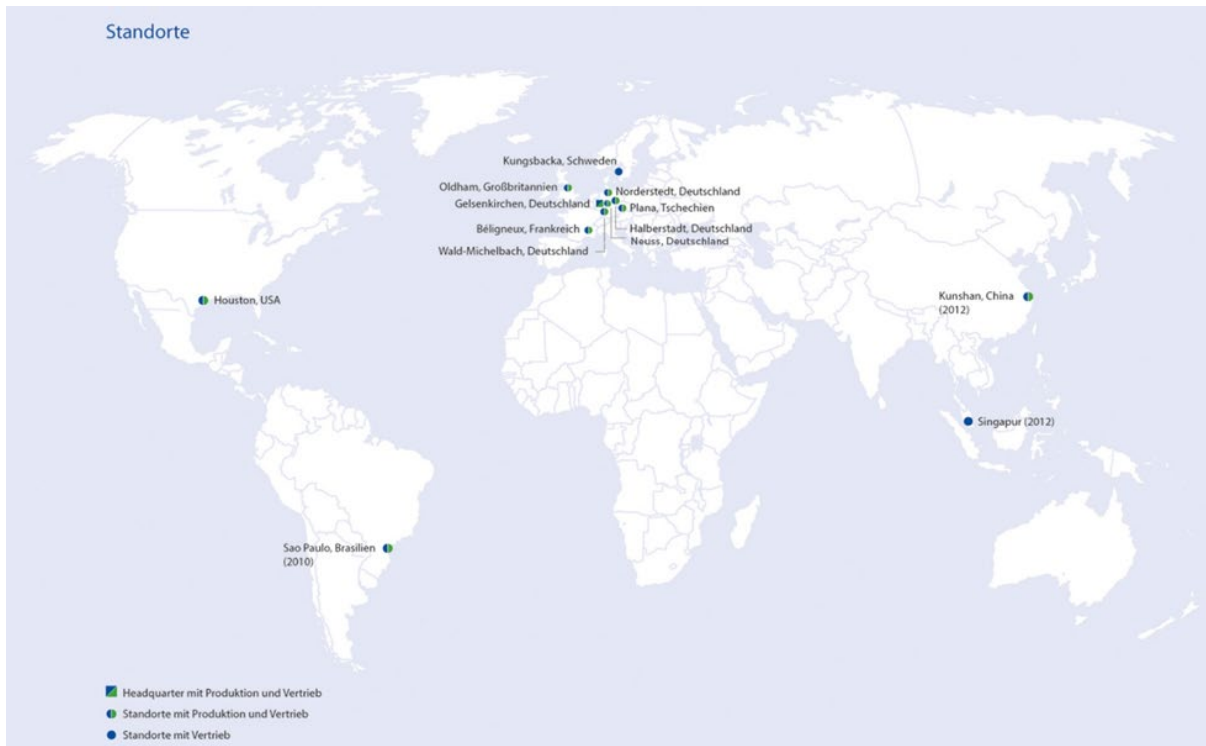 Standorte
Kungsbacka, Schweden
Oldham, Großbritannien
Norderstedt, Deutschland
Gelsenkirchen, Deutschland
Plana, Tschechien
Béligneux, Frankreich
Halberstadt, Deutschland
Neuss, Deutschland
Wald-Michelbach, Deutschland
Houston, USA
Kunshan, China
(2012)
Singapur (2012)
Sao Paulo, Brasilien
(2010)
Headquarter mit Produktion und Vertrieb
Standorte mit Produktion und Vertrieb
Standorte mit Vertrieb